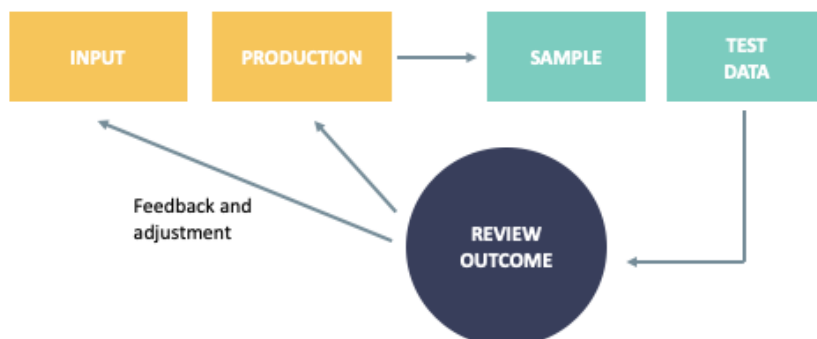 INPUT
PRODUCTION
SAMPLE
TEST
DATA
Feedback and
adjustment
REVIEW
OUTCOME